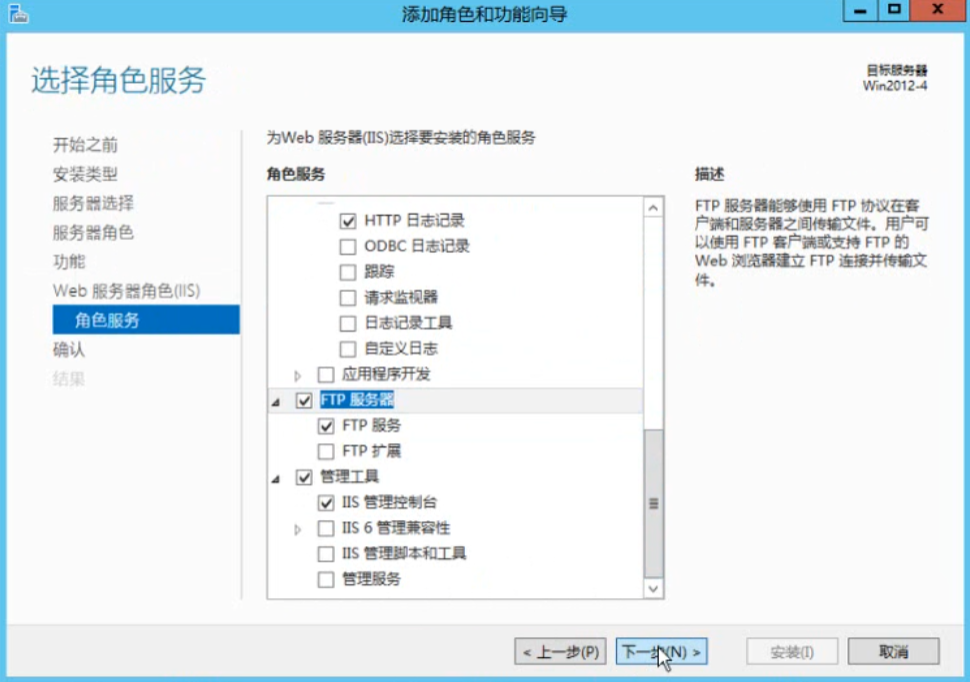 添加角色和功能向导
选择角色服务
目标服务器
Win2012-4
开始之前
安装类型
服务器选择
服务器角色
功能
Web 服务器角色(IIS)
角色服务
确认
结果
为Web 服务器(IIS)选择要安装的角色服务
角色服务
HTTP 日志记录
ODBC 日志记录
跟踪
请求监视器
日志记录工具
自定义日志
应用程序开发
FTP 服务器
FTP 服务
FTP 扩展
管理工具
IIS 管理控制台
IIS 6 管理兼容性
IIS 管理脚本和工具
管理服务
描述
FTP 服务器能够使用 FTP 协议在客
户端和服务器之间传输文件。用户可
以使用 FTP 客户端或支持 FTP 的
Web 浏览器建立 FTP 连接并传输文
件。
< 上一步(P)
下一步(N) >
安装(I)
取消